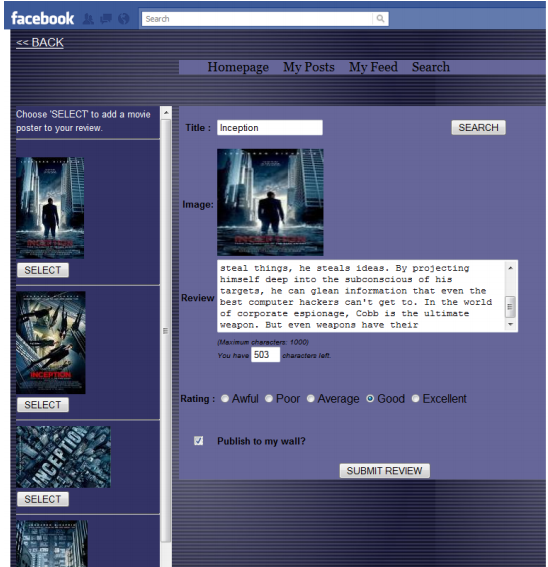 facebook
Search
<< BACK
Homepage My Posts My Feed Search
Choose 'SELECT' to add a movie
poster to your review.
SELECT
INCEPTION
SELECT
INCEPTION
SELECT
Title : Inception SEARCH
Image:
INCEPTION
Review
steal things, he steals ideas. By projecting
himself deep into the subconscious of his
targets, he can glean information that even the
best computer hackers can't get to. In the world
of corporate espionage, Cobb is the ultimate
weapon. But even weapons have their
(Maximum characters: 1000)
You have 503 characters left.
Rating : Awful Poor Average Good Excellent
Publish to my wall?
SUBMIT REVIEW